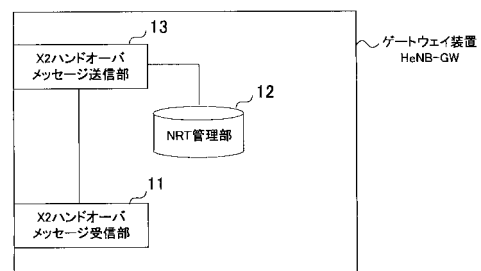 13
X2ハンドオーバ
メッセージ送信部
ゲートウェイ装置
HeNB-GW
12
NRT管理部
11
X2ハンドオーバ
メッセージ受信部